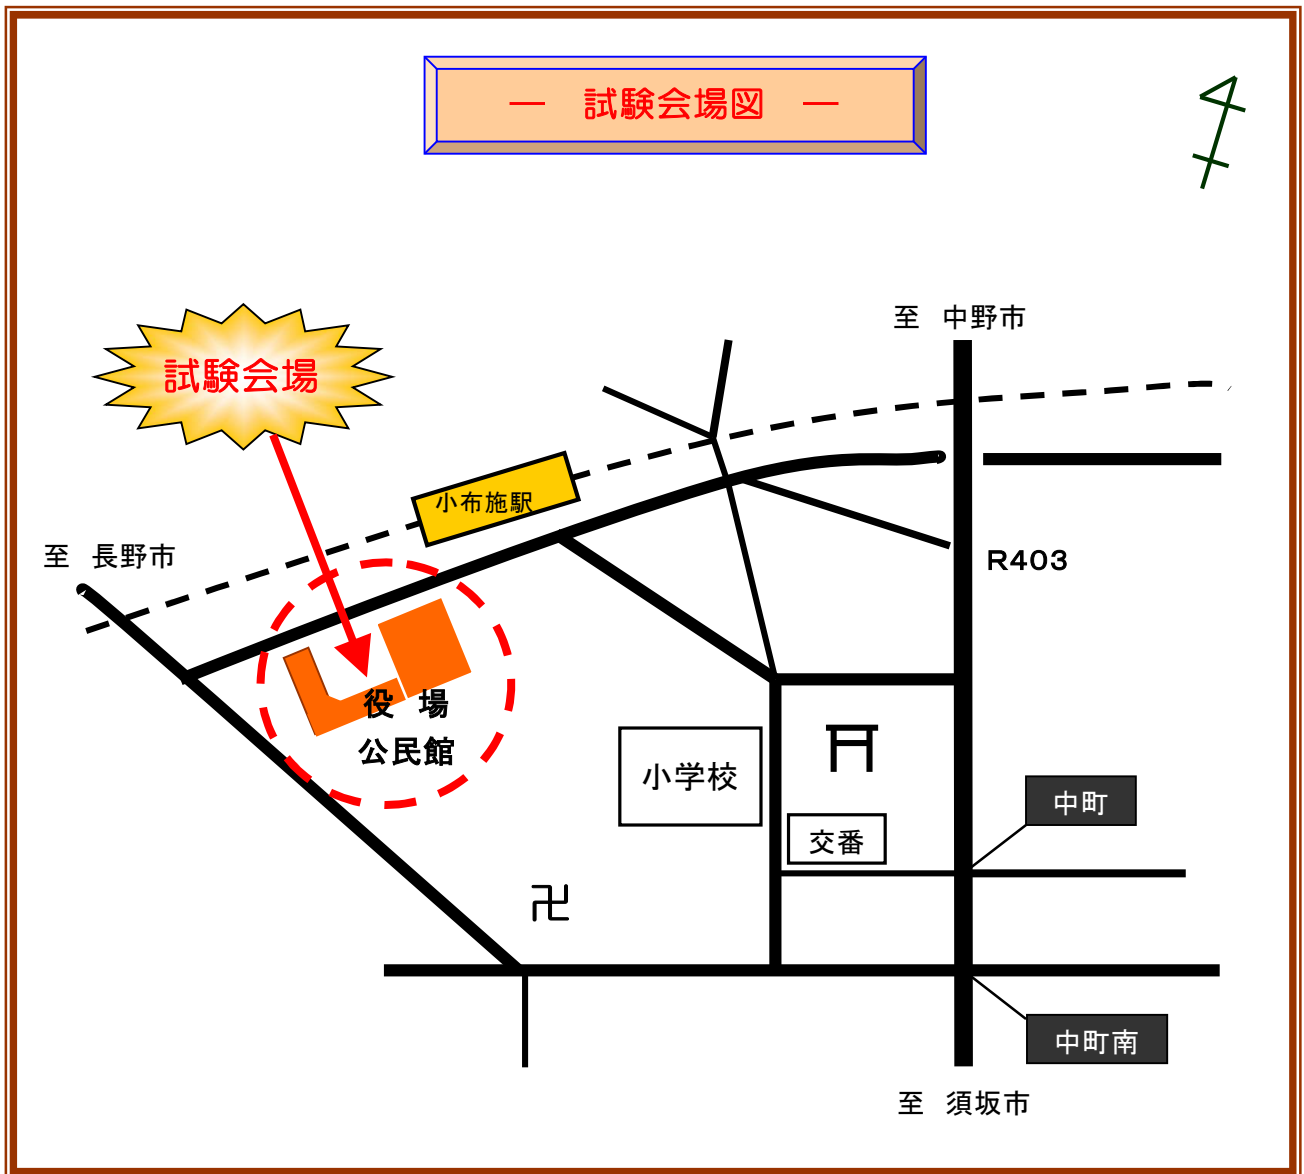 ― 試験会場図 ―
至 中野市
試験会場
小布施駅
至 長野市
R403
役 場
公民館
小学校
中町
交番
卍
中町南
至 須坂市